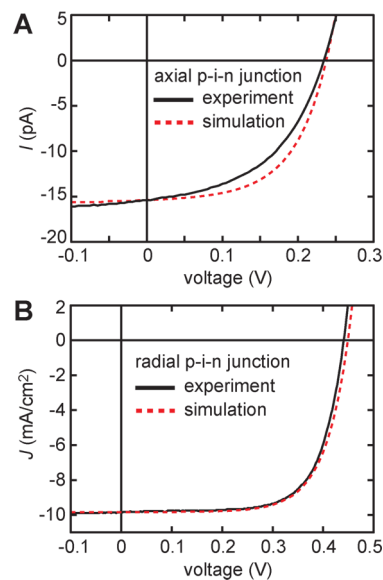 A
5
0
-5
-10
-15
-20
I (pA)
axial p-i-n junction
experiment
simulation
-0.1 0 0.1 0.2 0.3
voltage (V)
B
2
0
-2
-4
-6
-8
-10
J (mA/cm²)
radial p-i-n junction
experiment
simulation
-0.1 0 0.1 0.2 0.3 0.4 0.5
voltage (V)